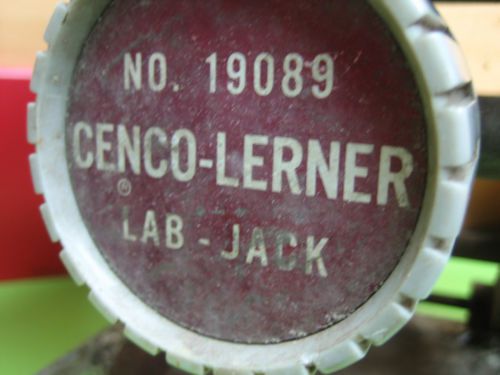 NO. 19089
CENCO-LERNER
®
LAB-JACK